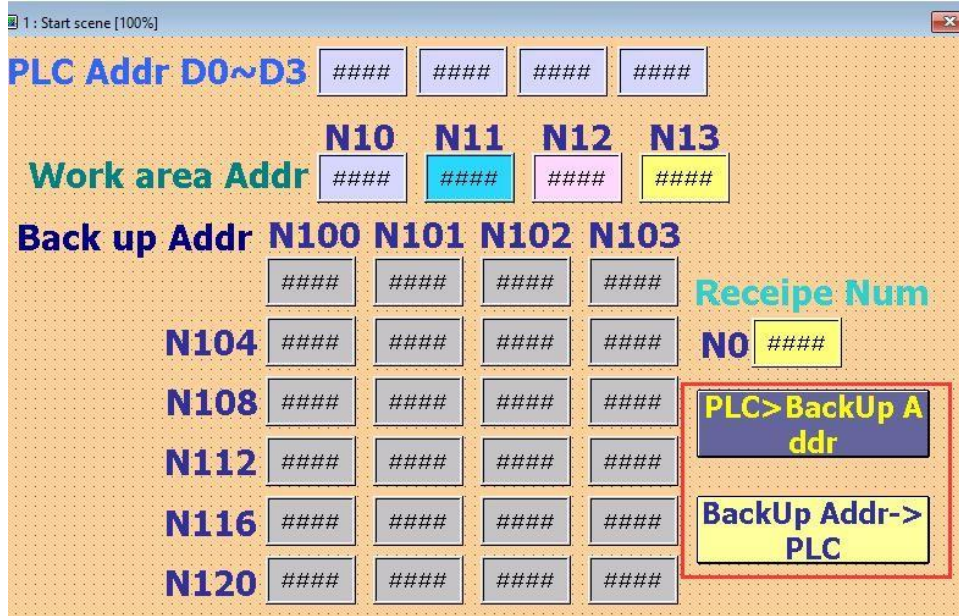 1 : Start scene [100%]
PLC Addr D0~D3 #### #### #### ####
N10 N11 N12 N13
Work area Addr #### #### #### ####
Back up Addr N100 N101 N102 N103
#### #### #### ####
Receipe Num
N104 #### #### #### ####
N0 ####
N108 #### #### #### ####
PLC>BackUp A
ddr
N112 #### #### #### ####
N116 #### #### #### ####
BackUp Addr->
PLC
N120 #### #### #### ####